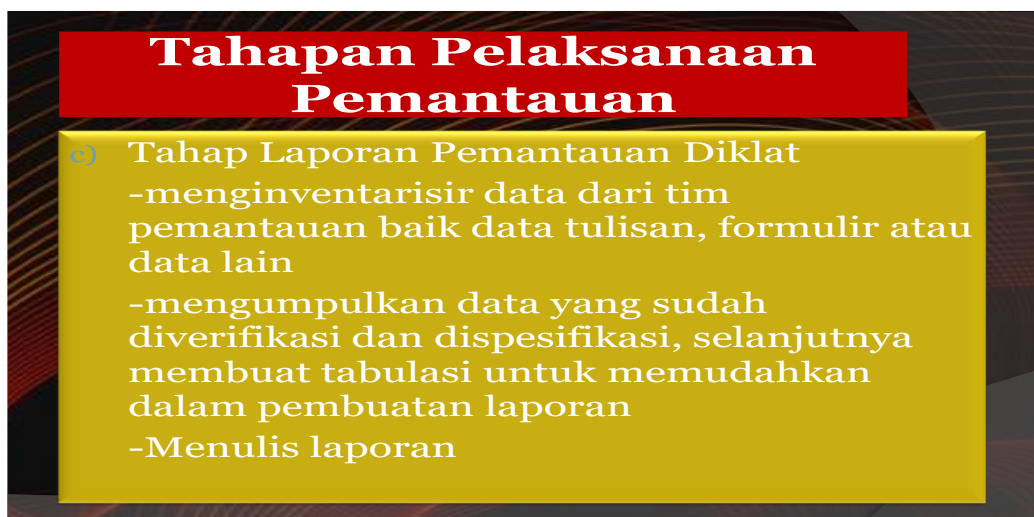 Tahapan Pelaksanaan
Pemantauan
c) Tahap Laporan Pemantauan Diklat
-menginventarisir data dari tim
pemantauan baik data tulisan, formulir atau
data lain
-mengumpulkan data yang sudah
diverifikasi dan dispesifikasi, selanjutnya
membuat tabulasi untuk memudahkan
dalam pembuatan laporan
-Menulis laporan